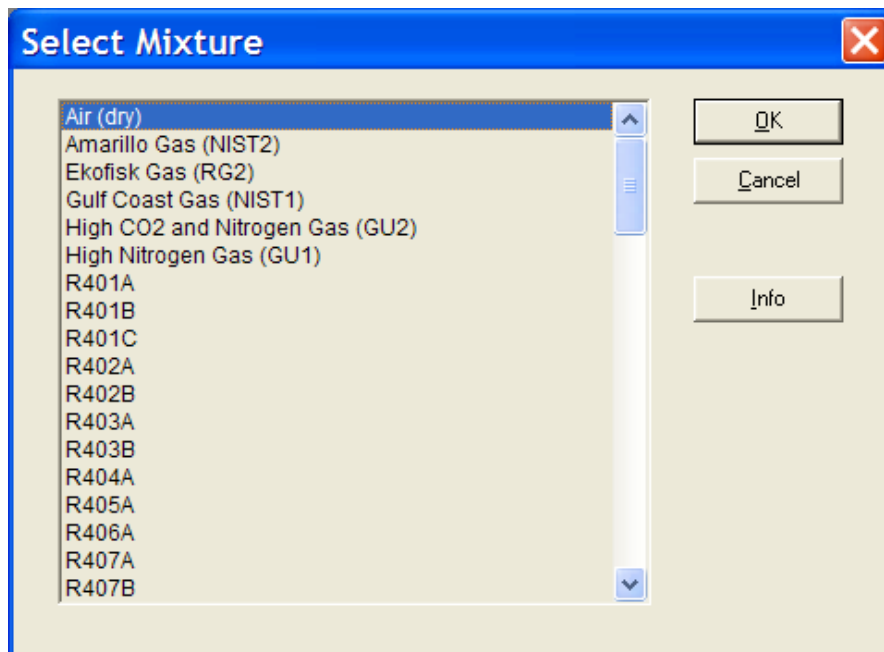 Select Mixture
Air (dry)
Amarillo Gas (NIST2)
Ekofisk Gas (RG2)
Gulf Coast Gas (NIST1)
High CO2 and Nitrogen Gas (GU2)
High Nitrogen Gas (GU1)
R401A
R401B
R401C
R402A
R402B
R403A
R403B
R404A
R405A
R406A
R407A
R407B
OK
Cancel
Info